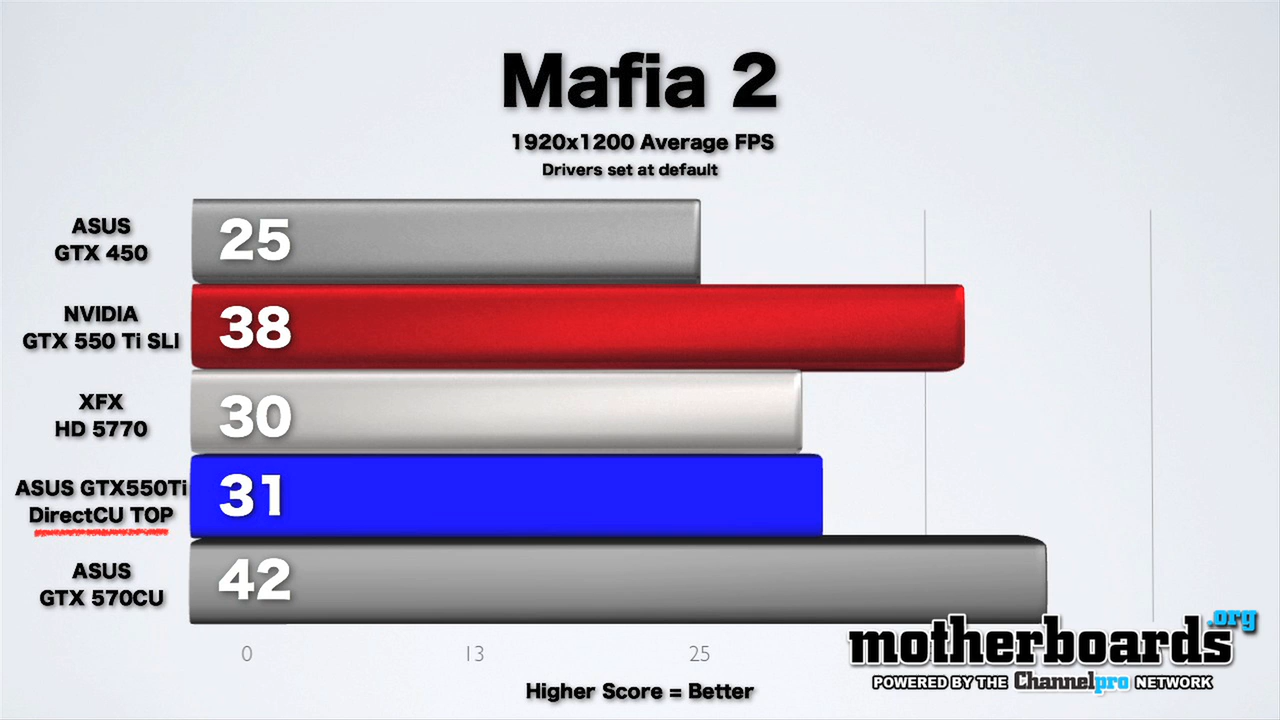 Mafia 2
1920x1200 Average FPS
Drivers set at default
ASUS
GTX 450
25
NVIDIA
GTX 550 Ti SLI
38
XFX
HD 5770
30
ASUS GTX550Ti
DirectCU TOP
31
ASUS
GTX 570CU
42
0 13 25
Higher Score = Better
motherboards.org
POWERED BY THE Channelpro NETWORK